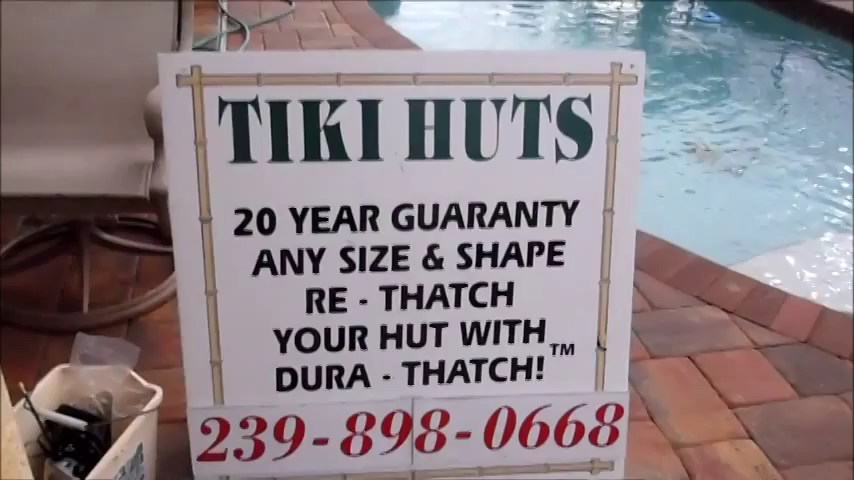 TIKI HUTS
20 YEAR GUARANTY
ANY SIZE & SHAPE
RE - THATCH
YOUR HUT WITH
DURA - THATCH!™
239-898-0668